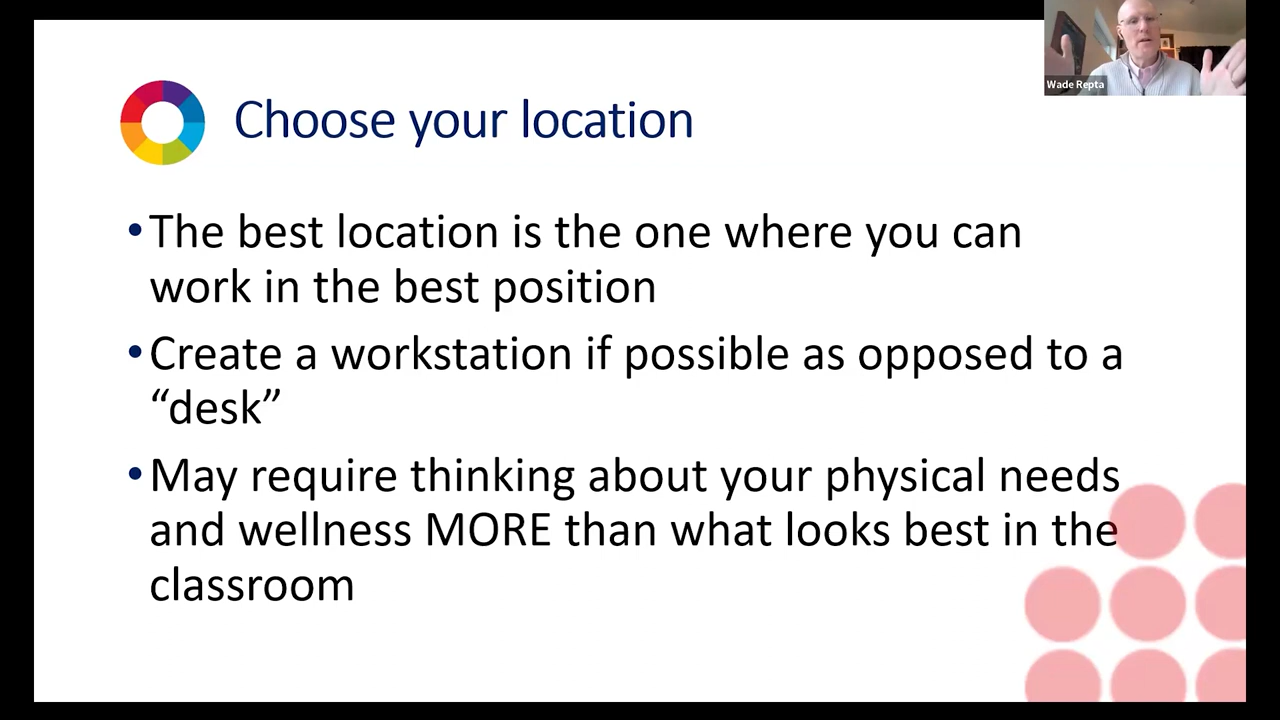 Wade Repta
Choose your location
•The best location is the one where you can
work in the best position
•Create a workstation if possible as opposed to a
“desk”
•May require thinking about your physical needs
and wellness MORE than what looks best in the
classroom